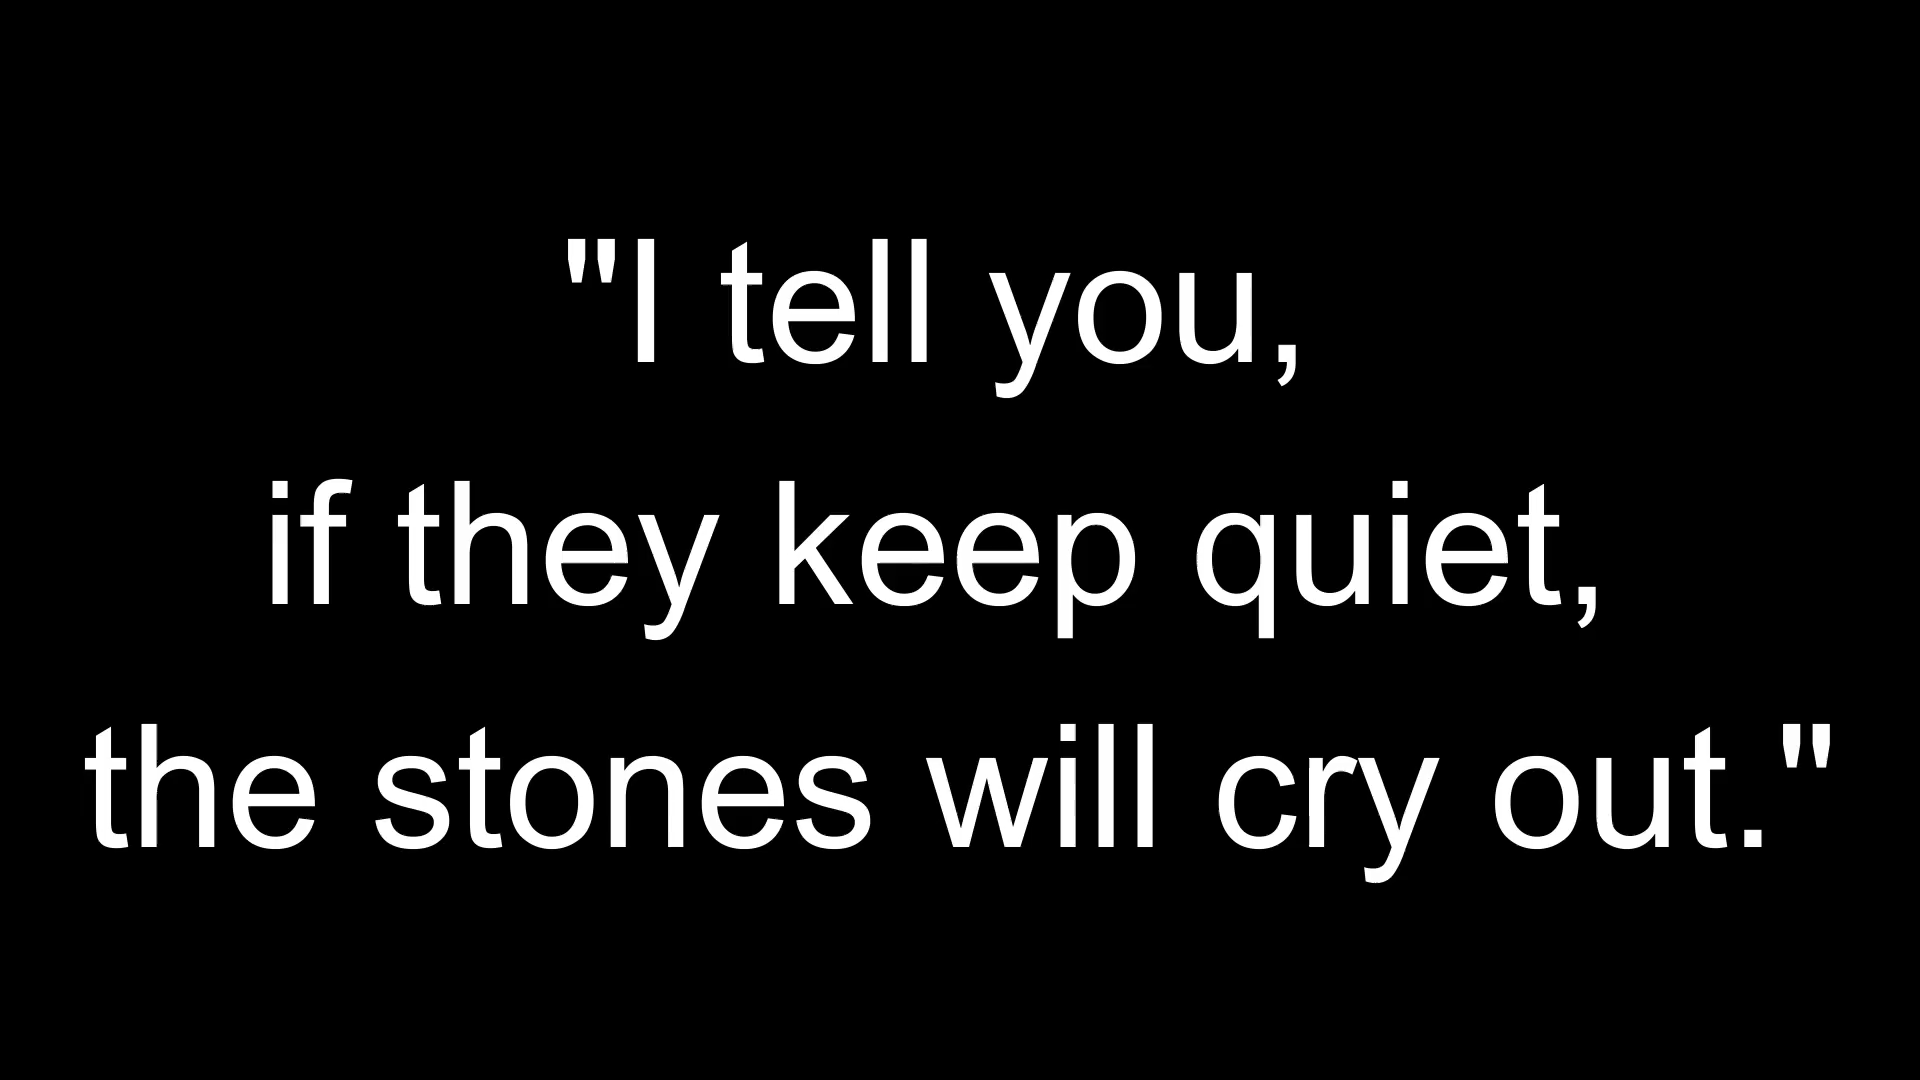 "I tell you,
if they keep quiet,
the stones will cry out."